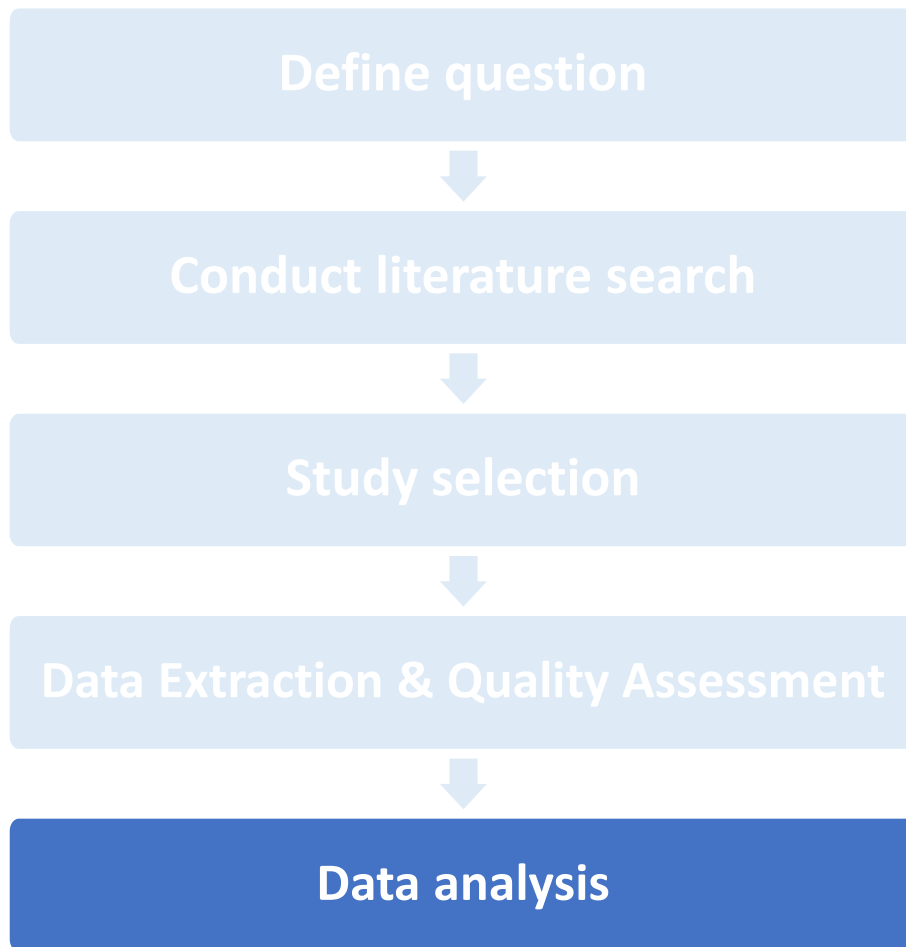 Define question
Conduct literature search
Study selection
Data Extraction & Quality Assessment
Data analysis